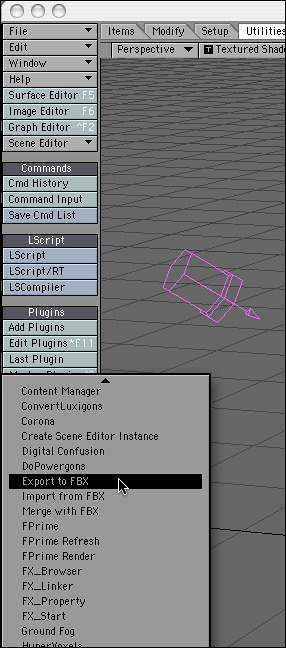 File
Items Modify Setup Utilities
Edit
Perspective T Textured Shade
Window
Help
Surface Editor F5
Image Editor F6
Graph Editor ^F2
Scene Editor
Commands
Cmd History
Command Input
Save Cmd List
LScript
LScript
LScript/RT
LSCompiler
Plugins
Add Plugins
Edit Plugins *F11
Last Plugin
Content Manager
ConvertLuxigons
Corona
Create Scene Editor Instance
Digital Confusion
DoPowergons
Export to FBX
Import from FBX
Merge with FBX
FPrime
FPrime Refresh
FPrime Render
FX_Browser
FX_Linker
FX_Property
FX_Start
Ground Fog
HyperVoxels